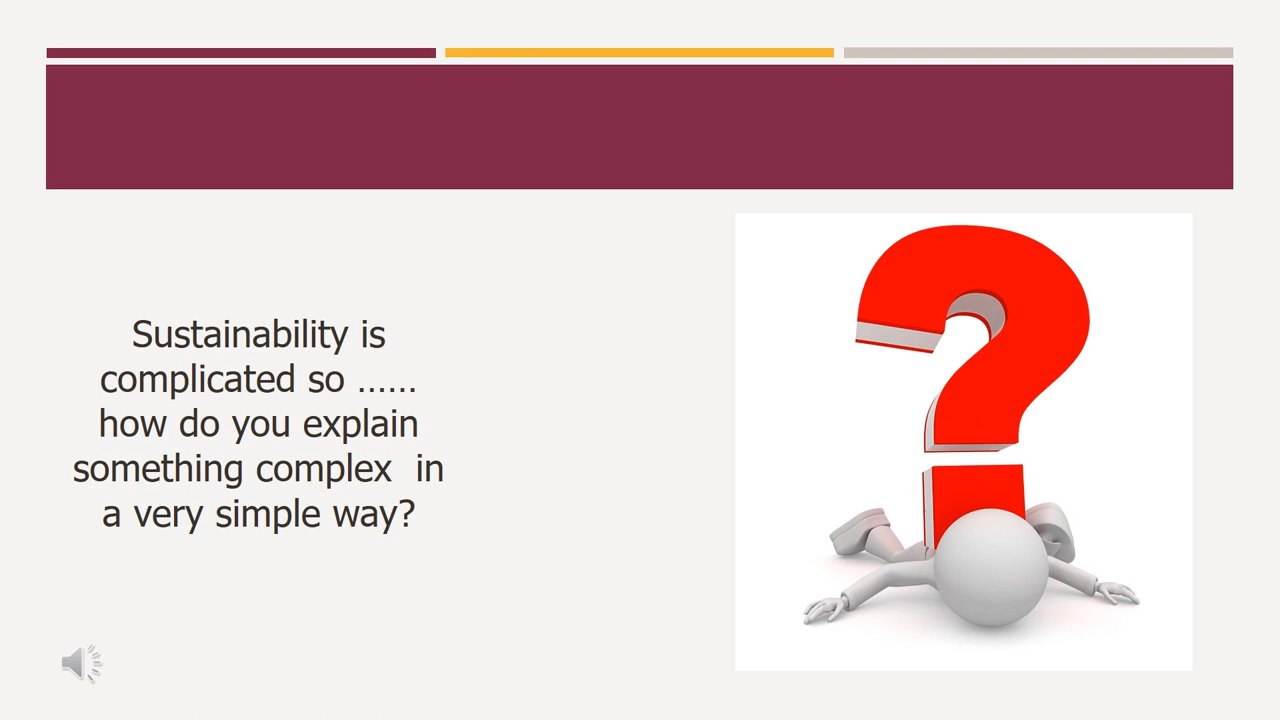 Sustainability is
complicated so ......
how do you explain
something complex  in
a very simple way?